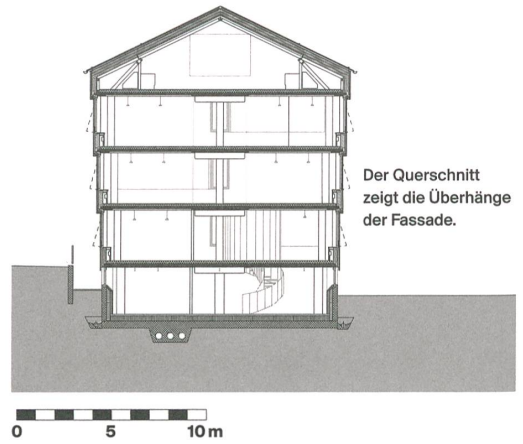 Der Querschnitt
zeigt die Überhänge
der Fassade.
0 5 10 m